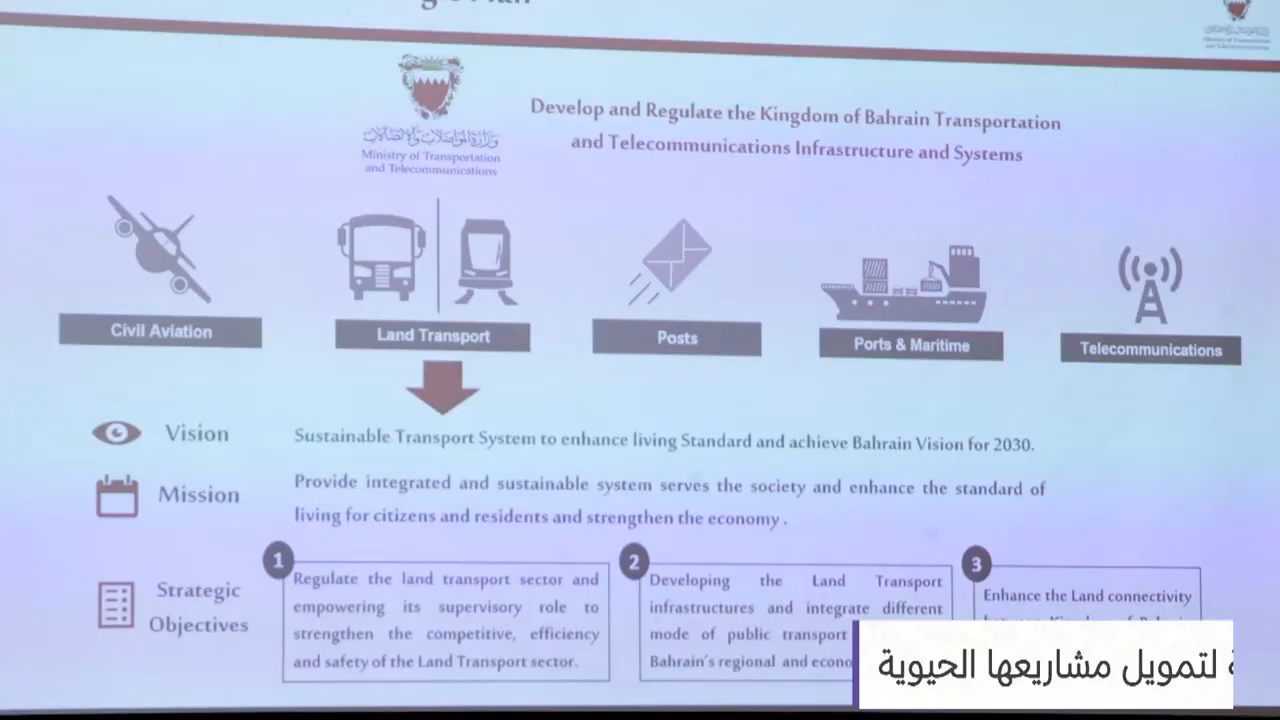 Develop and Regulate the Kingdom of Bahrain Transportation
and Telecommunications Infrastructure and Systems
وزارة المواصلات والاتصالات
Ministry of Transportation
and Telecommunications
Civil Aviation
Land Transport
Posts
Ports & Maritime
Telecommunications
Vision
Sustainable Transport System to enhance living Standard and achieve Bahrain Vision for 2030.
Mission
Provide integrated and sustainable system serves the society and enhance the standard of
living for citizens and residents and strengthen the economy.
Strategic
Objectives
1
Regulate the land transport sector and
empowering its supervisory role to
strengthen the competitive, efficiency
and safety of the Land Transport sector.
2
Developing the Land Transport
infrastructures and integrate different
mode of public transport
Bahrain's regional and
3
Enhance the Land connectivity
لتمويل مشاريعها الحيوية